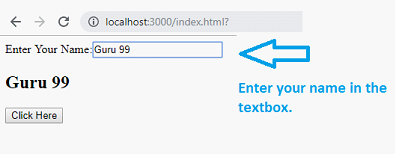 localhost:3000/index.html?
Enter Your Name: Guru 99
Guru 99
Enter your name in the
textbox.
Click Here